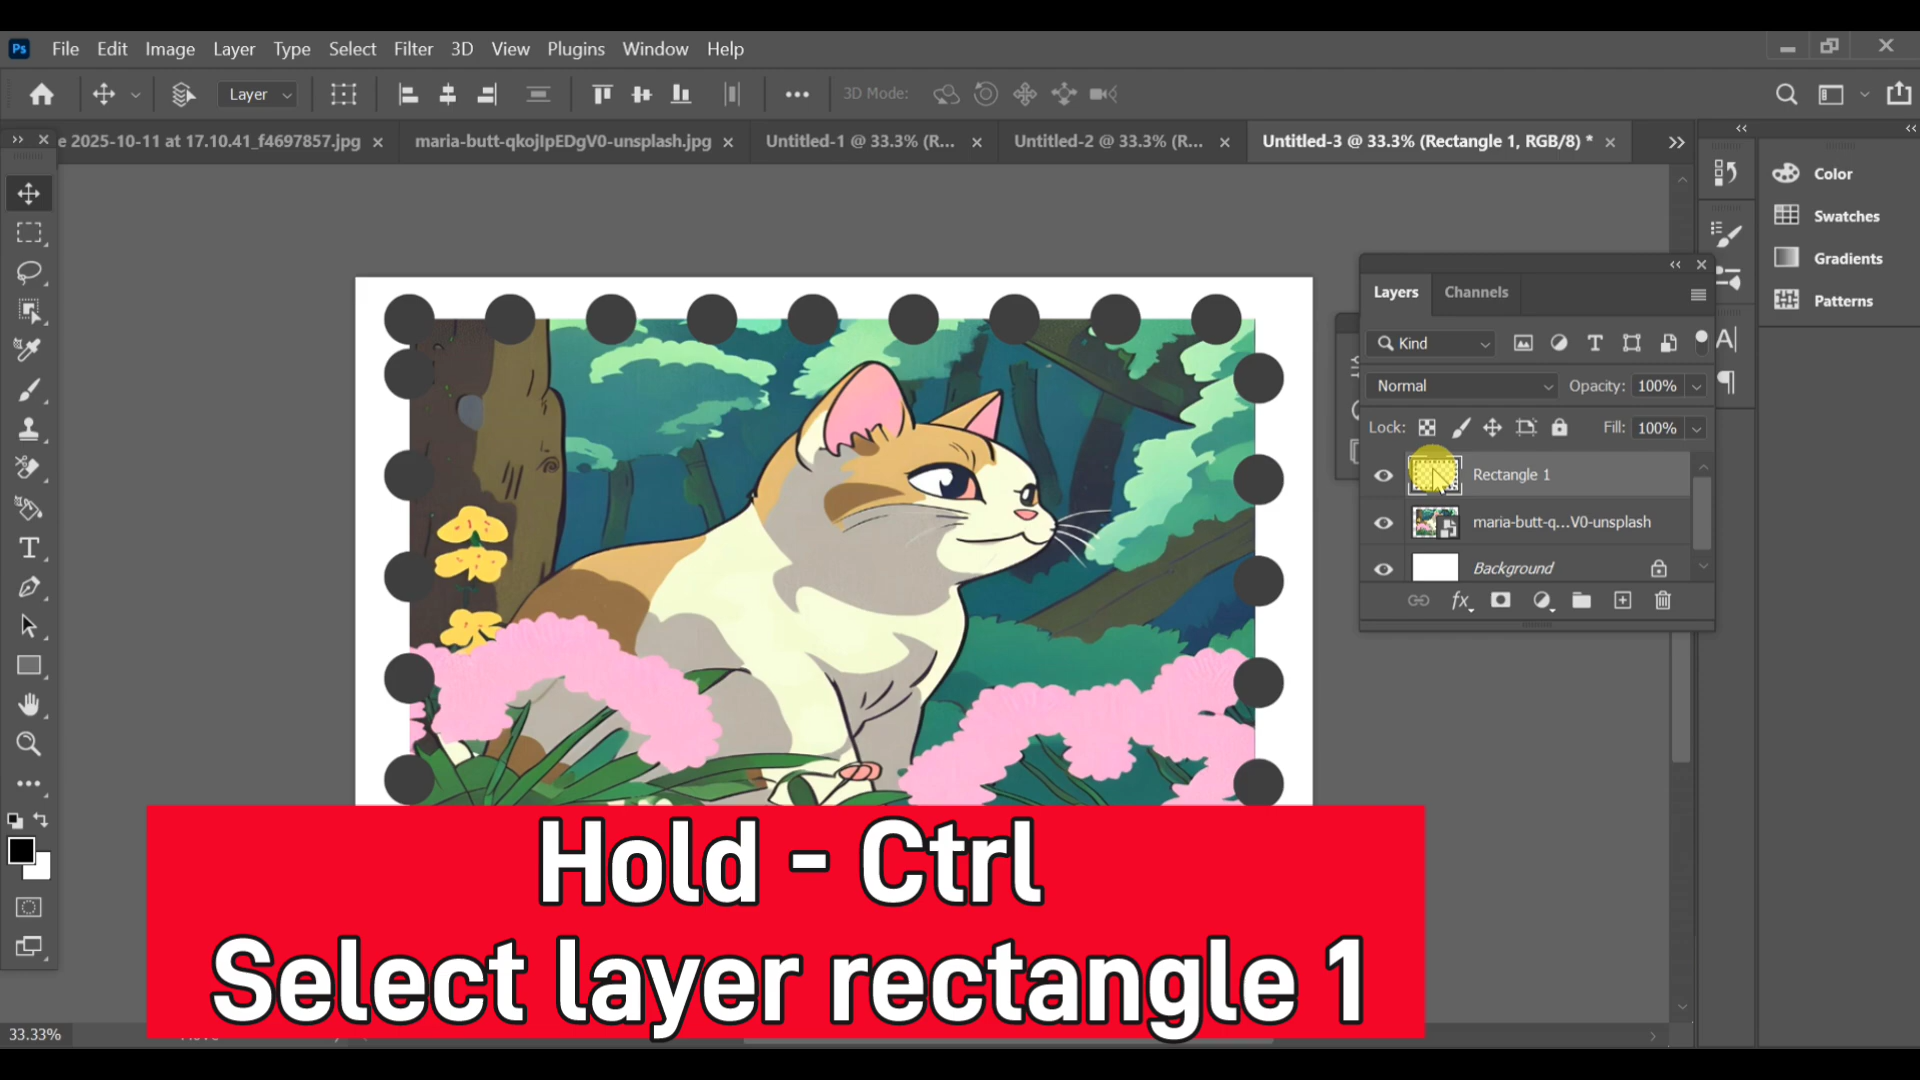 Ps File Edit Image Layer Type Select Filter 3D View Plugins Window Help
Layer 3D Mode:
e 2025-10-11 at 17.10.41_f4697857.jpg maria-butt-qkojIpEDgV0-unsplash.jpg Untitled-1 @ 33.3% (R... Untitled-2 @ 33.3% (R... Untitled-3 @ 33.3% (Rectangle 1, RGB/8) *
Color
Swatches
Gradients
Patterns
Layers Channels
Kind
Normal Opacity: 100%
Lock: Fill: 100%
Rectangle 1
maria-butt-q...V0-unsplash
Background
Hold - Ctrl
Select layer rectangle 1
33.33%